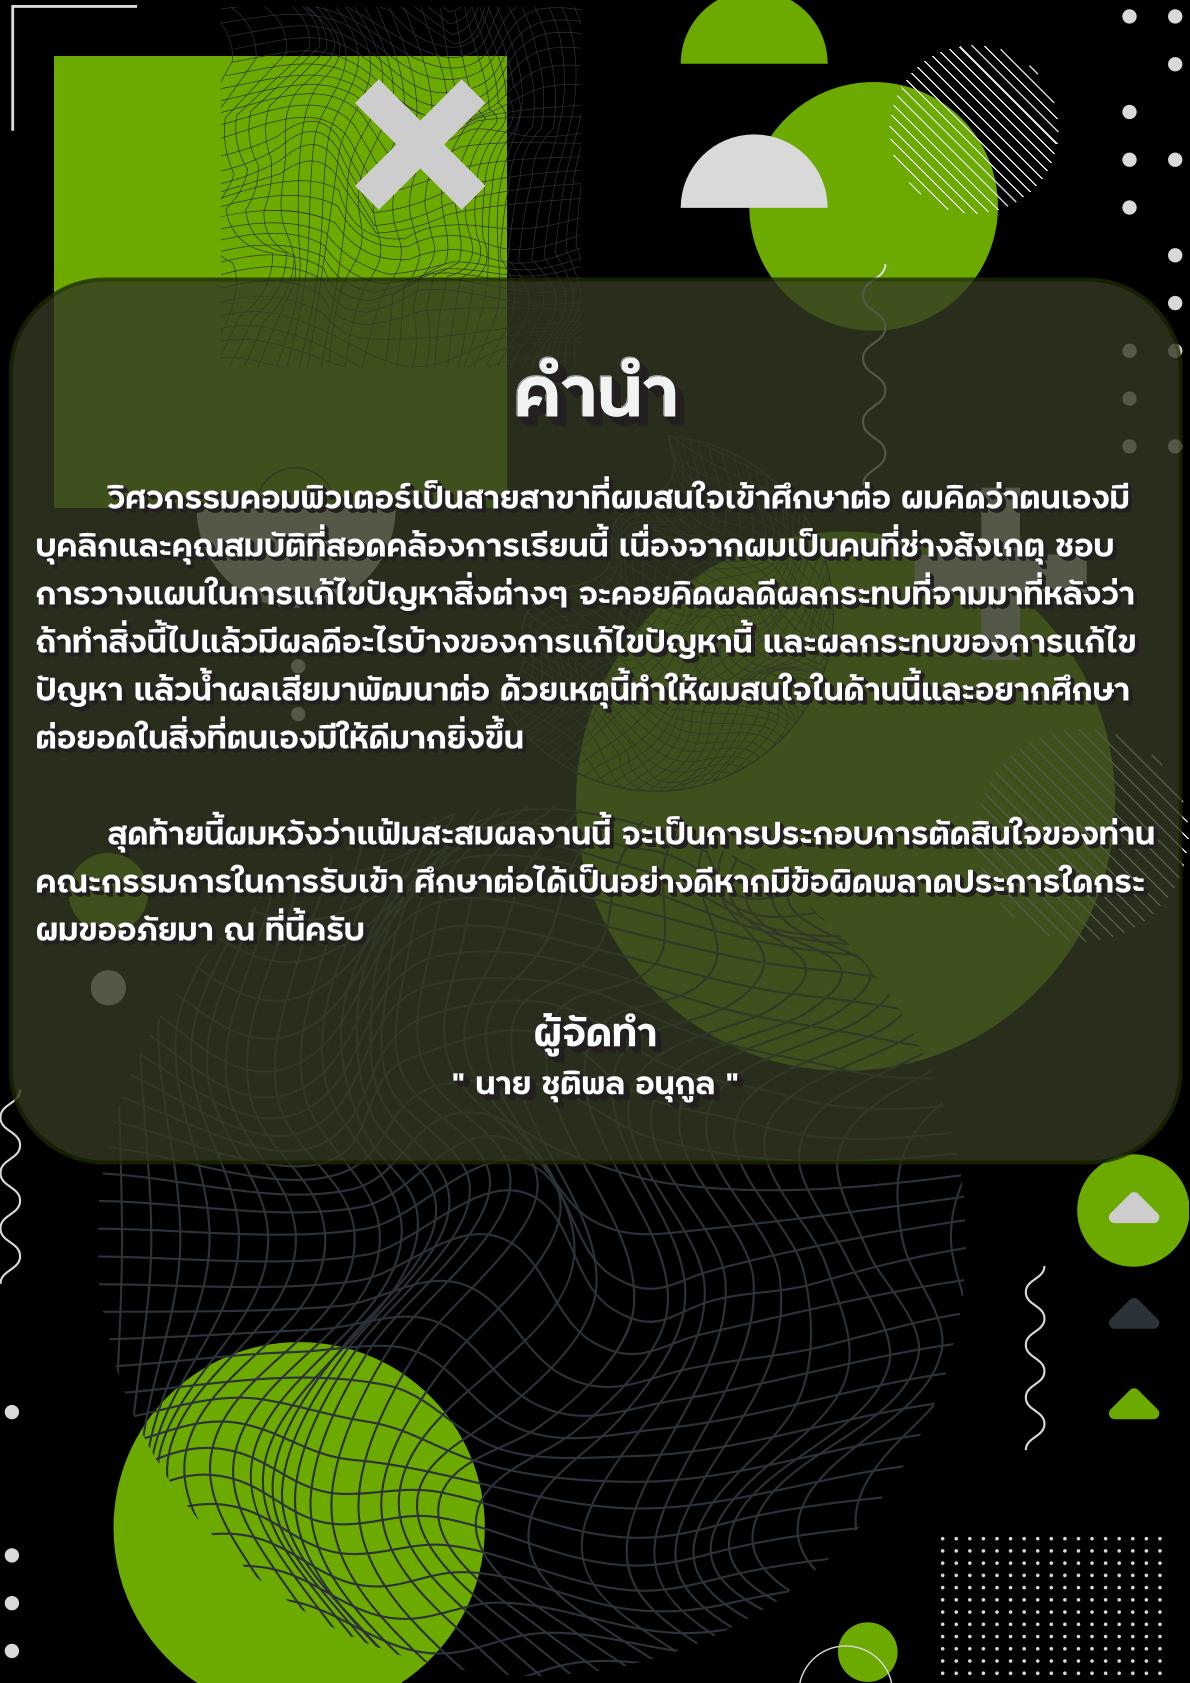 คำนำ
วิศวกรรมคอมพิวเตอร์เป็นสายสาขาที่ผมสนใจเข้าศึกษาต่อ ผมคิดว่าตนเองมี
บุคลิกและคุณสมบัติที่สอดคล้องการเรียนนี้ เนื่องจากผมเป็นคนที่ช่างสังเกตุ ชอบ
การวางแผนในการแก้ไขปัญหาสิ่งต่างๆ จะคอยคิดผลดีผลกระทบที่จามมาที่หลังว่า
ถ้าทำสิ่งนี้ไปแล้วมีผลดีอะไรบ้างของการแก้ไขปัญหานี้ และผลกระทบของการแก้ไข
ปัญหา แล้วน้ำผลเสียมาพัฒนาต่อ ด้วยเหตุนี้ทำให้ผมสนใจในด้านนี้และอยากศึกษา
ต่อยอดในสิ่งที่ตนเองมีให้ดีมากยิ่งขึ้น
สุดท้ายนี้ผมหวังว่าแฟ้มสะสมผลงานนี้ จะเป็นการประกอบการตัดสินใจของท่าน
คณะกรรมการในการรับเข้า ศึกษาต่อได้เป็นอย่างดีหากมีข้อผิดพลาดประการใดกระ
ผมขออภัยมา ณ ที่นี้ครับ
ผู้จัดทำ
" นาย ชุติพล อนุกูล "